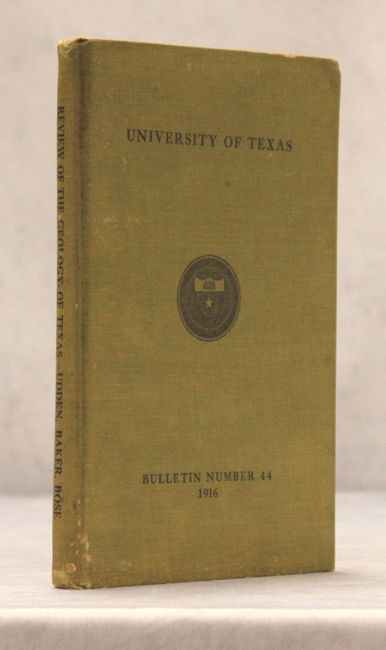 REVIEW OF THE GEOLOGY OF TEXAS—UDDEN, BAKER, BÖSE
UNIVERSITY OF TEXAS
BULLETIN NUMBER 44
1916